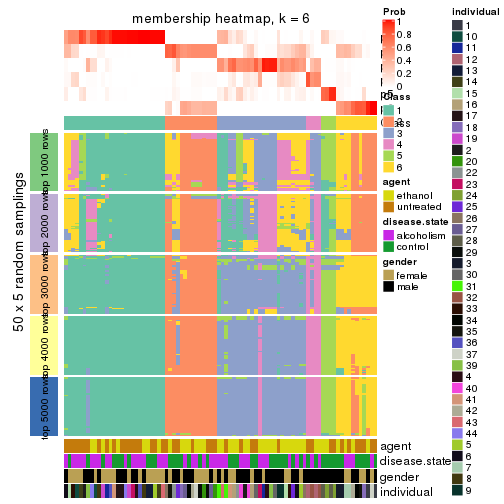 membership heatmap, k = 6
50 x 5 random samplings
top 1000 rows
top 2000 rows
top 3000 rows
top 4000 rows
top 5000 rows
agent
disease.state
gender
individual
Prob
1
0.8
0.6
0.4
0.2
0
Class
1
2
3
4
5
6
agent
ethanol
untreated
disease.state
alcoholism
control
gender
female
male
individual
1
10
11
12
13
14
15
16
17
18
19
2
20
22
23
24
25
26
27
28
29
3
30
31
32
33
34
35
36
37
39
4
40
41
42
43
44
5
6
7
8
9